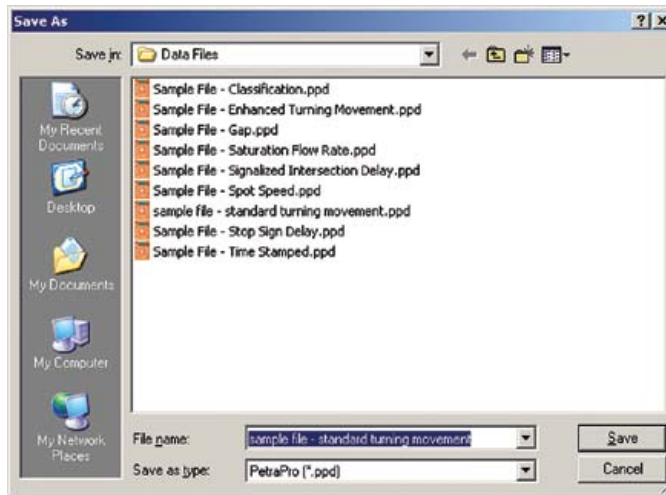 Save As
Save in:
Data Files
My Recent
Documents
Desktop
My Documents
My Computer
My Network
Places
Sample File - Classification.ppd
Sample File - Enhanced Turning Movement.ppd
Sample File - Gap.ppd
Sample File - Saturation Flow Rate.ppd
Sample File - Signalized Intersection Delay.ppd
Sample File - Spot Speed.ppd
sample file - standard turning movement.ppd
Sample File - Stop Sign Delay.ppd
Sample File - Time Stamped.ppd
File name:
sample file - standard turning movement
Save
Save as type:
PetraPro (*.ppd)
Cancel